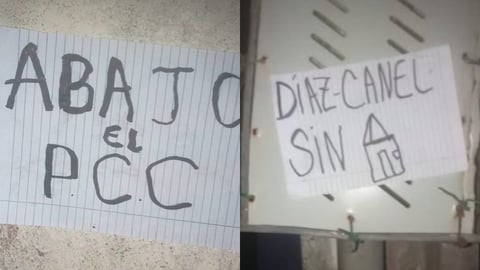 ABAJO
EL
P.C.C
DÍAZ-CANEL
SIN